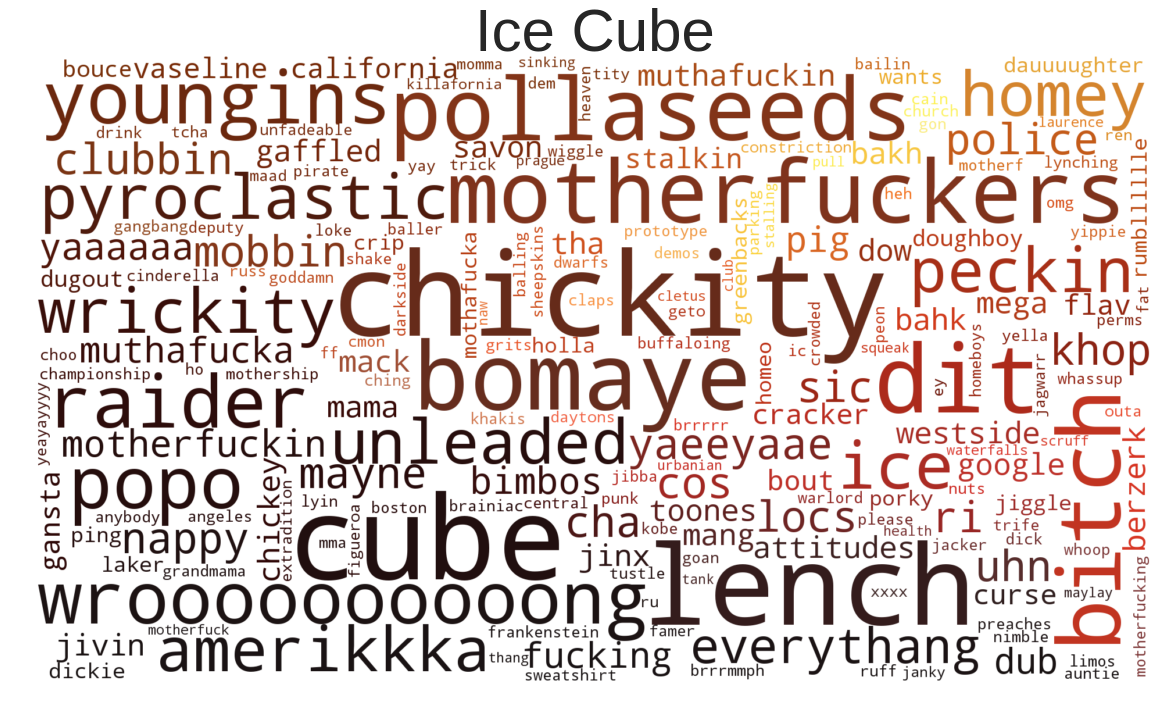 Ice Cube
bouce vaseline california momma sinking bailin dauuuughter
killafornia dem heaven tity muthafuckin wants homey
youngins pollaseeds cain church gon laurence
drink tcha unfadeable savon wiggle constriction police ren
clubbin gaffled yay trick prague stalkin pull bakh motherf lynching
maad pirate
pyroclastic motherfuckers heh omg rumbllllle
gangbang deputy loke baller prototype greenbacks parking stalling yippie
yaaaaaa mobbin crip shake mothafucka balling sheepskins tha dwarfs demos pig dow doughboy
dugout cinderella russ goddamn darkside naw claps cletus geto club peckin fat
wrickity chickity crowded peon bahk mega flav perms
choo muthafucka ff cmon mack grits holla buffaloing ic squeak homeboys yella khop
championship ho mothership ching homeo whassup
yeayayyyy raider mama bomaye khakis daytons sic dit ey jagwarr outa
brrrrr cracker
motherfuckin unleaded yaeeyaae westside scruff waterfalls
gansta popo chickey mayne bimbos jibba urbanian cos bout ice google nuts bitch berzerk
extradition lyin boston brainiac central punk warlord porky jiggle
anybody angeles figueroa cube cha kobe toones locs please ri trife dick
ping nappy mma mang health attitudes jacker whoop
laker grandmama jinx goan uhn
tustle tank lench xxxx curse maylay motherfucking
wroooooooooong ru
motherfuck frankenstein famer preaches nimble
jivin amerikkka thang fucking everythang dub limos
dickie sweatshirt brrrmmph ruff janky auntie